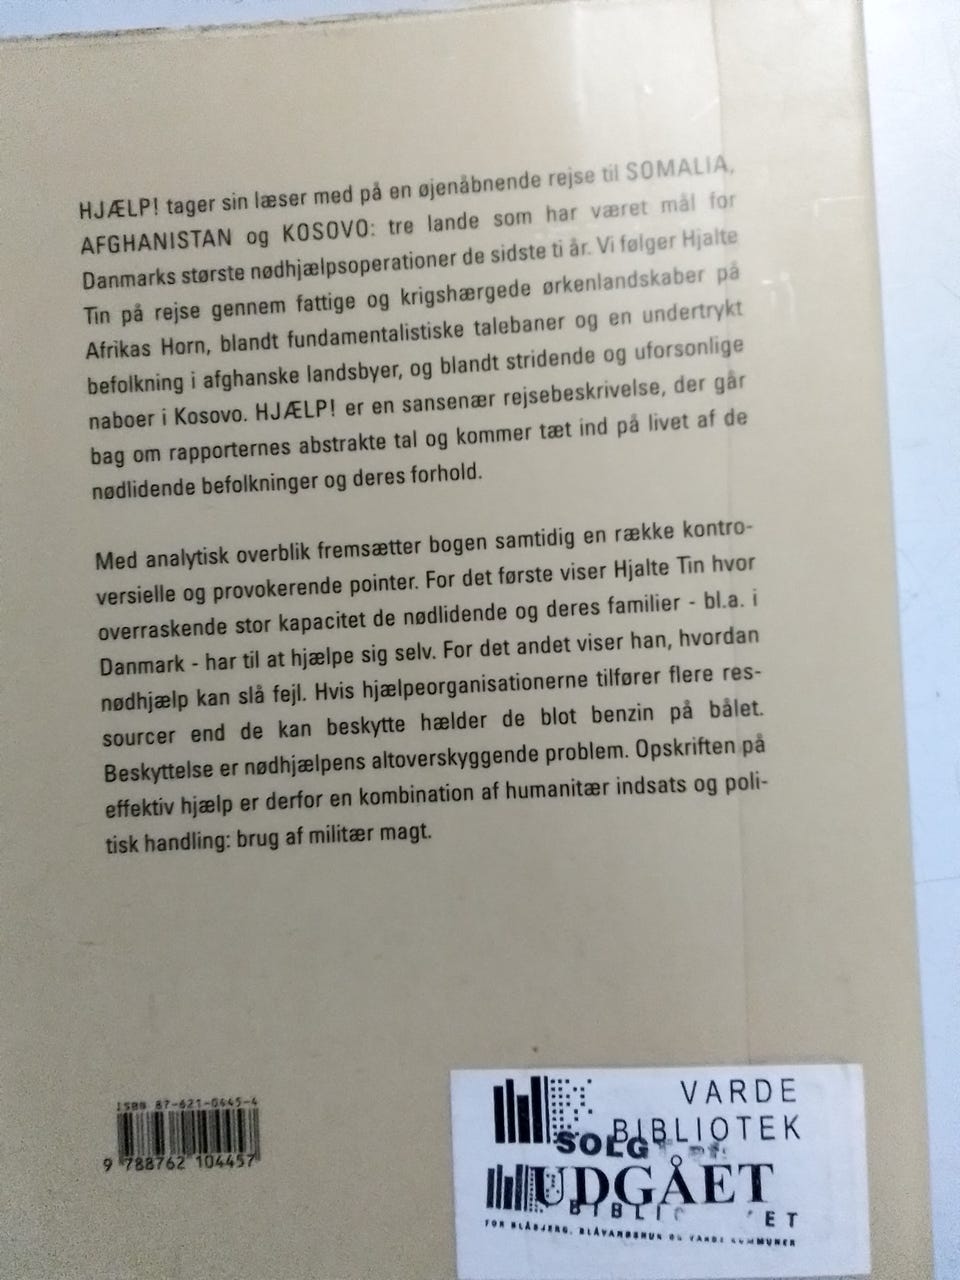 HJÆLP! tager sin læser med på en øjenåbnende rejse til SOMALIA,
AFGHANISTAN og KOSOVO: tre lande som har været mål for
Danmarks største nødhjælpsoperationer de sidste ti år. Vi følger Hjalte
Tin på rejse gennem fattige og krigshærgede ørkenlandskaber på
Afrikas Horn, blandt fundamentalistiske talebaner og en undertrykt
befolkning i afghanske landsbyer, og blandt stridende og uforsonlige
naboer i Kosovo. HJÆLP! er en sansenær rejsebeskrivelse, der går
bag om rapporternes abstrakte tal og kommer tæt ind på livet af de
nødlidende befolkninger og deres forhold.
Med analytisk overblik fremsætter bogen samtidig en række kontro-
versielle og provokerende pointer. For det første viser Hjalte Tin hvor
overraskende stor kapacitet de nødlidende og deres familier - bl.a. i
Danmark - har til at hjælpe sig selv. For det andet viser han, hvordan
nødhjælp kan slå fejl. Hvis hjælpeorganisationerne tilfører flere res-
sourcer end de kan beskytte hælder de blot benzin på bålet.
Beskyttelse er nødhjælpens altoverskyggende problem. Opskriften på
effektiv hjælp er derfor en kombination af humanitær indsats og poli-
tisk handling: brug af militær magt.
ISBN 87-621-0445-4
9 788762 104457
VARDE
BIBLIOTEK
SOLG
UDGÅET
FOR BLÅBJERG, BLÅVANDSHUK OG VARDE KOMMUNER